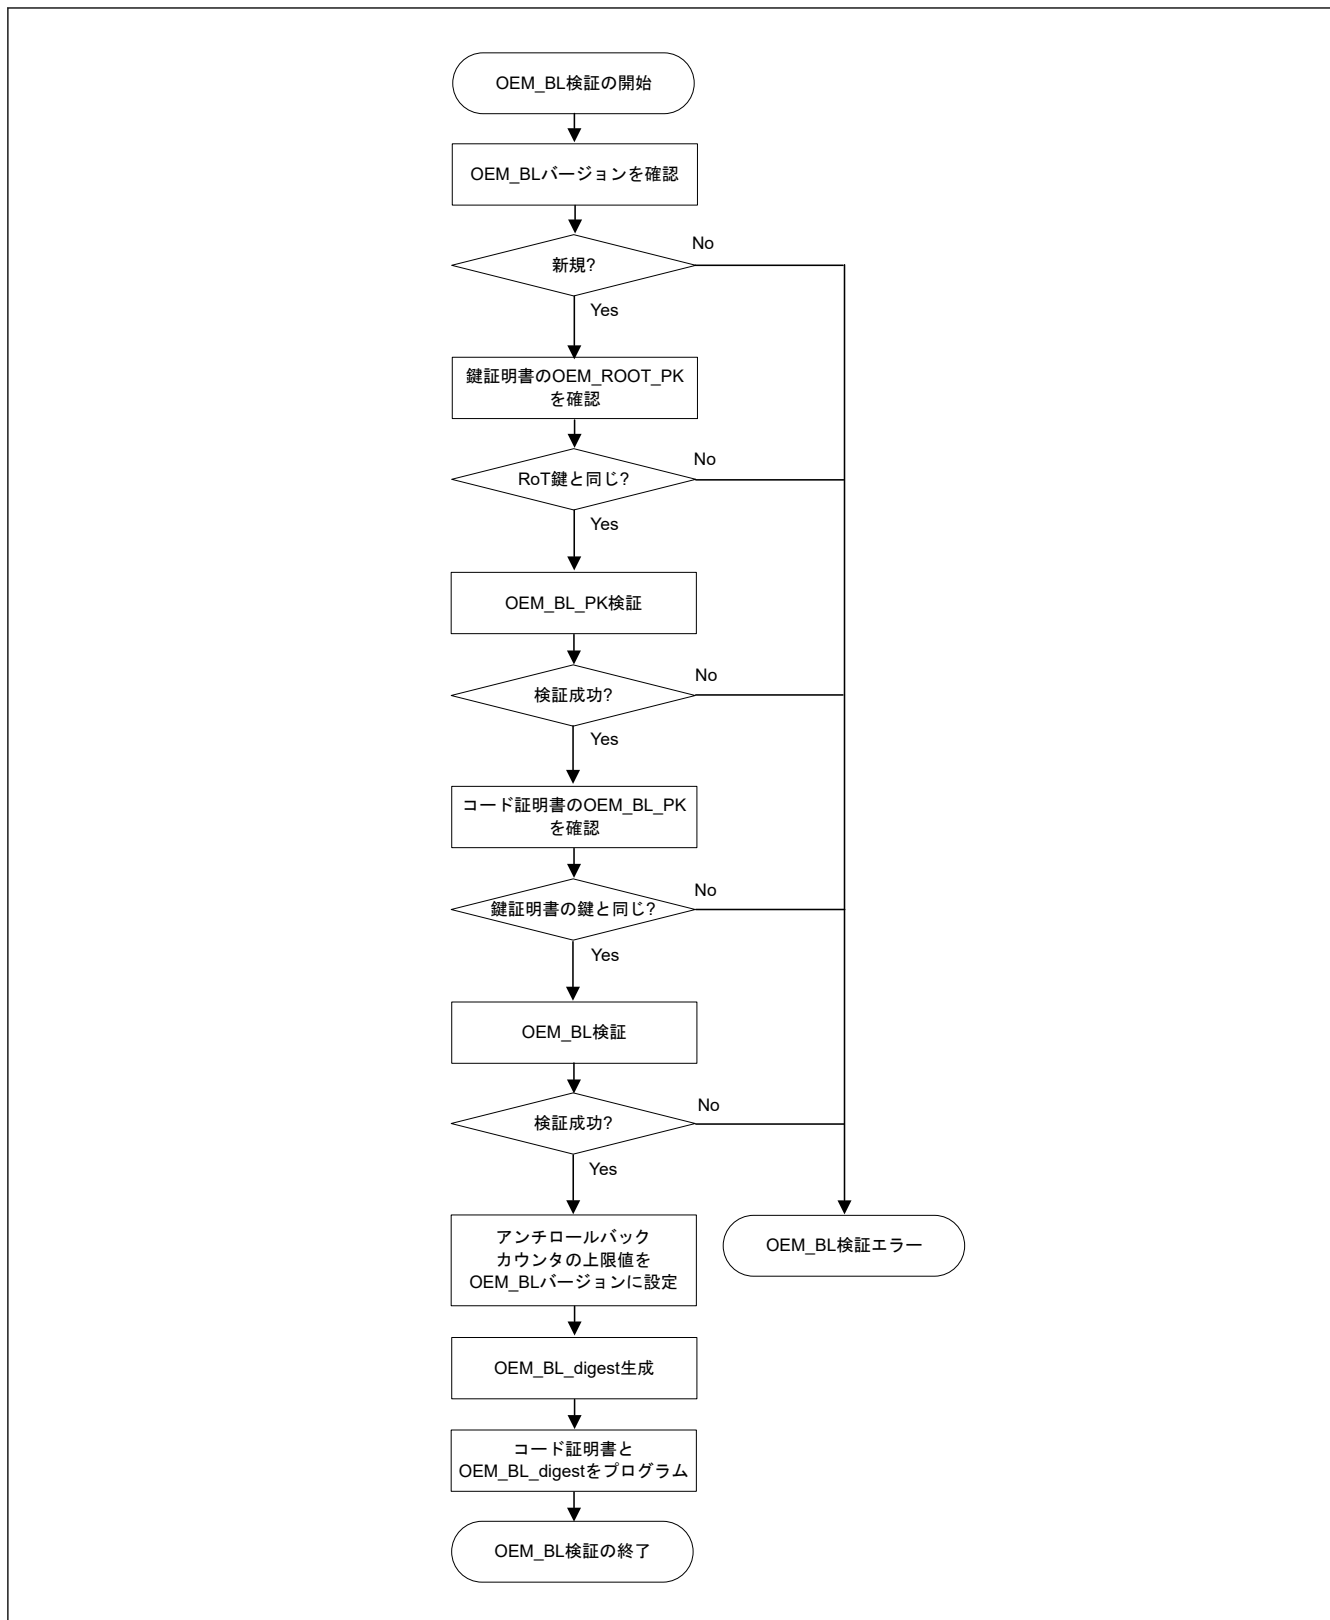 OEM_BL検証の開始
OEM_BLバージョンを確認
No
新規?
Yes
鍵証明書のOEM_ROOT_PK
を確認
No
RoT鍵と同じ?
Yes
OEM_BL_PK検証
No
検証成功?
Yes
コード証明書のOEM_BL_PK
を確認
No
鍵証明書の鍵と同じ?
Yes
OEM_BL検証
No
検証成功?
Yes
アンチロールバック
カウンタの上限値を
OEM_BLバージョンに設定
OEM_BL検証エラー
OEM_BL_digest生成
コード証明書と
OEM_BL_digestをプログラム
OEM_BL検証の終了